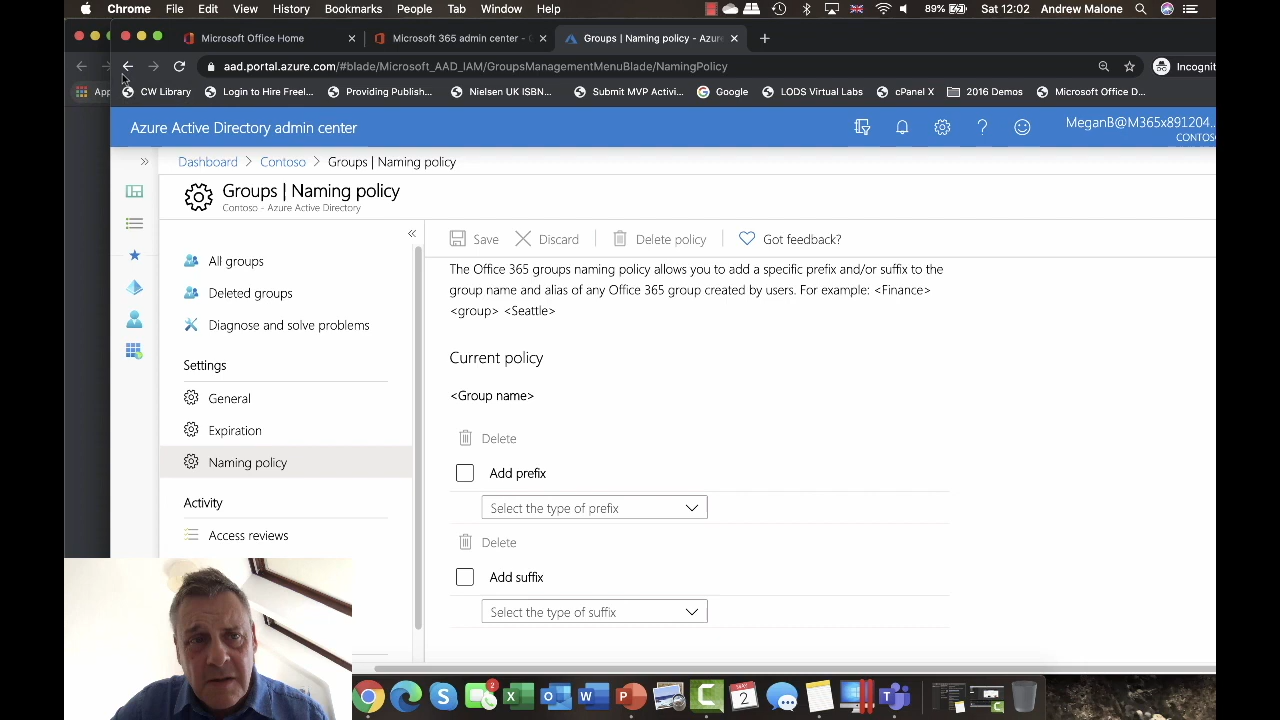 Chrome File Edit View History Bookmarks People Tab Window Help 89% Sat 12:02 Andrew Malone
Microsoft Office Home Microsoft 365 admin center - Groups | Naming policy - Azure
aad.portal.azure.com/#blade/Microsoft_AAD_IAM/GroupsManagementMenuBlade/NamingPolicy Incognit
App CW Library Login to Hire Freel... Providing Publish... Nielsen UK ISBN... Submit MVP Activi... Google Virtual Labs cPanel X 2016 Demos Microsoft Office D...
Azure Active Directory admin center MeganB@M365x891204...
CONTOS
Dashboard > Contoso > Groups | Naming policy
Groups | Naming policy
Contoso - Azure Active Directory
Save Discard Delete policy Got feedback?
All groups
Deleted groups
Diagnose and solve problems
Settings
General
Expiration
Naming policy
Activity
Access reviews
The Office 365 groups naming policy allows you to add a specific prefix and/or suffix to the
group name and alias of any Office 365 group created by users. For example: <Finance>
<group> <Seattle>
Current policy
<Group name>
Delete
Add prefix
Select the type of prefix
Delete
Add suffix
Select the type of suffix
2
MAY
2